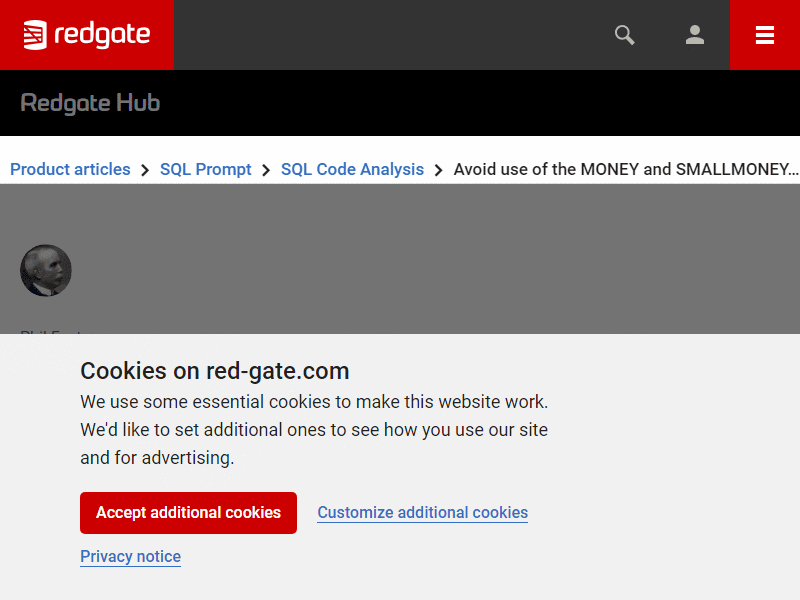 redgate
Redgate Hub
Product articles SQL Prompt SQL Code Analysis Avoid use of the MONEY and SMALLMONEY...
Cookies on red-gate.com
We use some essential cookies to make this website work.
We'd like to set additional ones to see how you use our site
and for advertising.
Accept additional cookies Customize additional cookies
Privacy notice